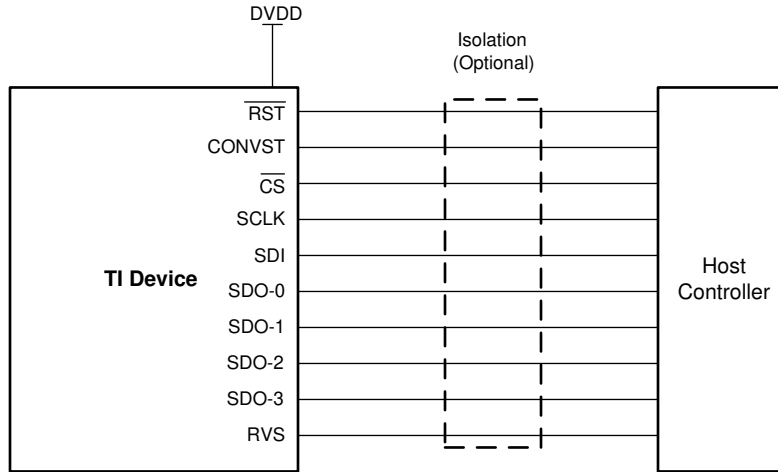 DVDD
Isolation
(Optional)
RST
CONVST
CS
SCLK
SDI
SDO-0
SDO-1
SDO-2
SDO-3
RVS
TI Device
Host
Controller